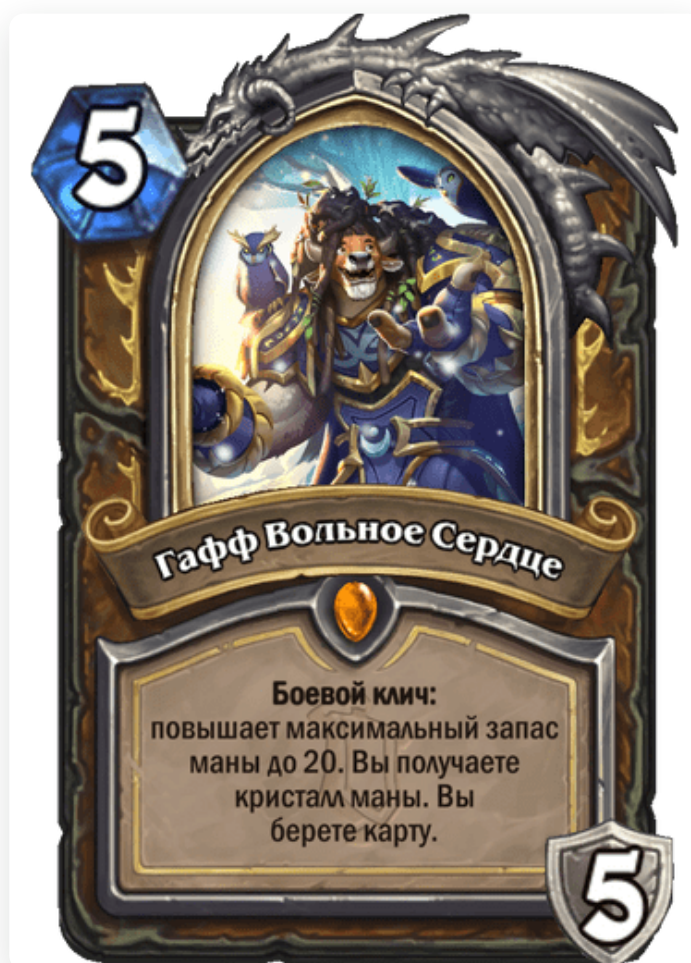 5
Гафф Вольное Сердце
Боевой клич:
повышает максимальный запас
маны до 20. Вы получаете
кристалл маны. Вы
берете карту.
5